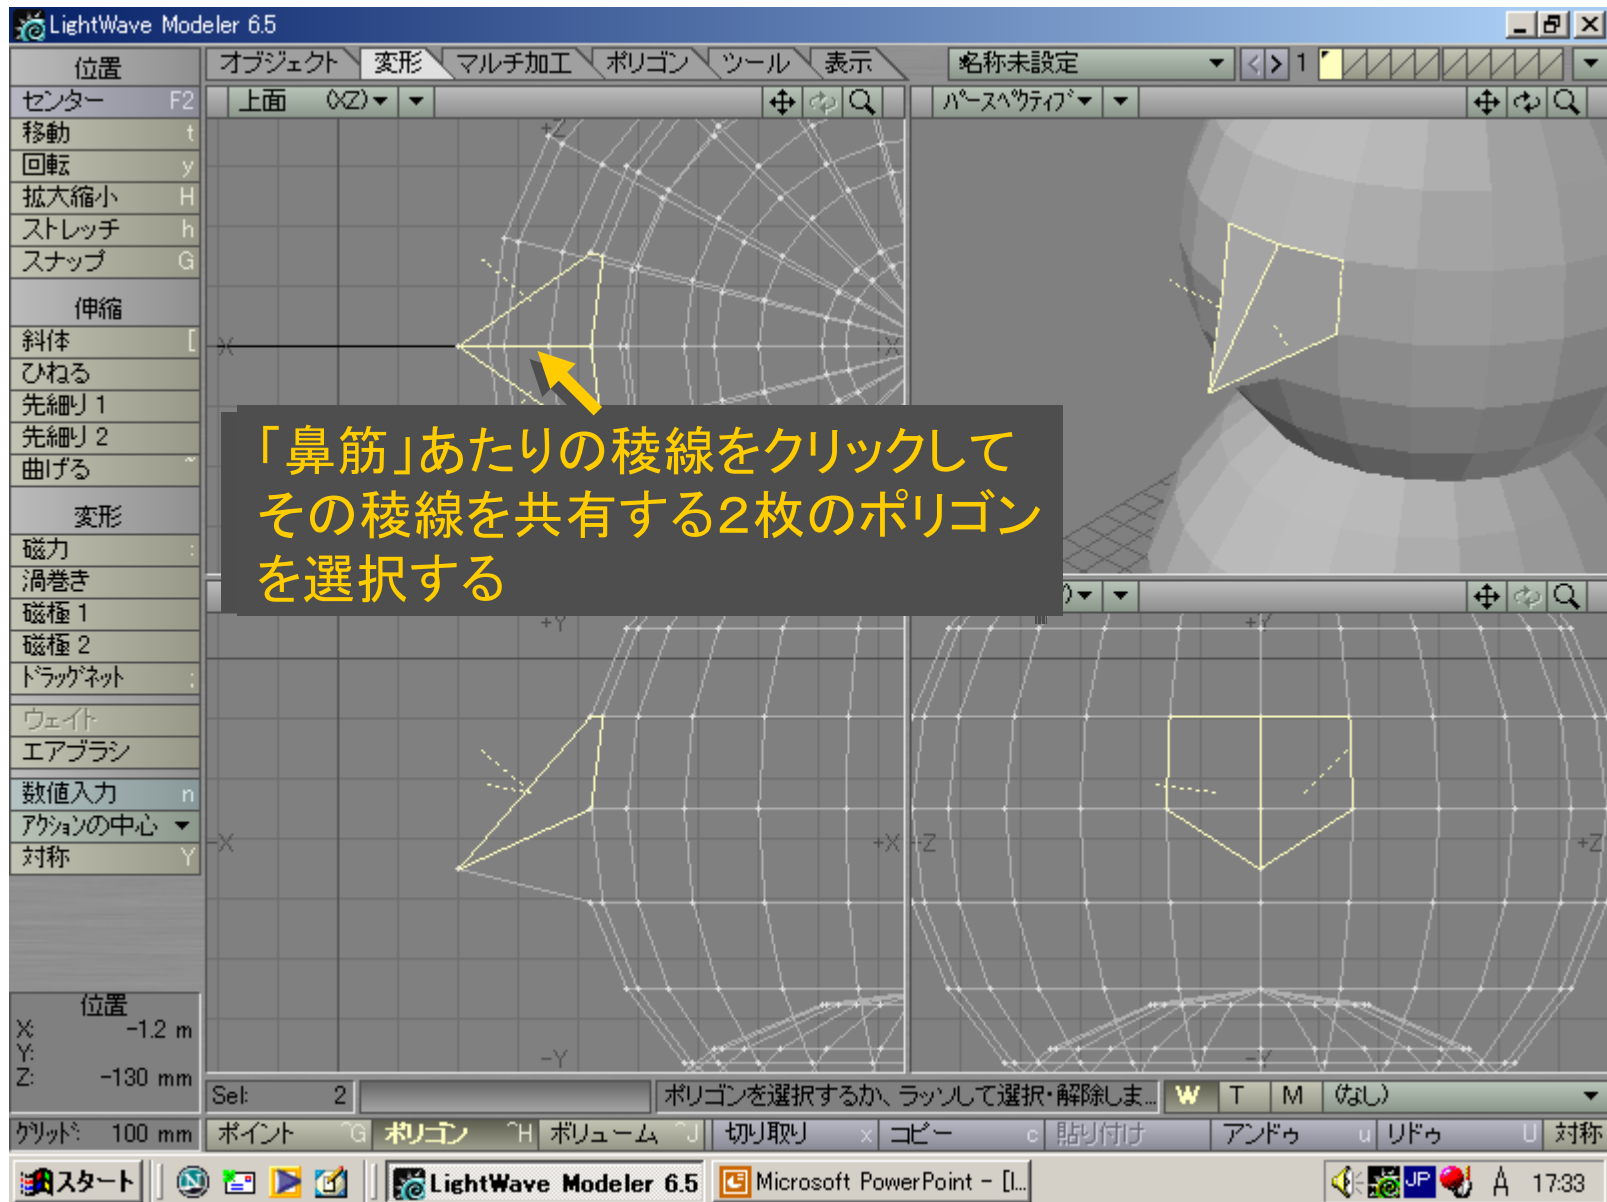 LightWave Modeler 6.5
位置
オブジェクト 変形 マルチ加工 ポリゴン ツール 表示
名称未設定
1
センター F2
上面 (XZ)
パースペクティブ
移動 t
回転 y
拡大縮小 H
ストレッチ h
スナップ G
伸縮
斜体 [
ひねる
先細り 1
先細り 2
曲げる ~
変形
磁力 :
渦巻き
磁極 1
磁極 2
ドラッグネット ;
ウェイト
エアブラシ
数値入力 n
アクションの中心
対称 Y
+Z
-X
+X
「鼻筋」あたりの稜線をクリックして
その稜線を共有する2枚のポリゴン
を選択する
+Y
+Y
-X
+X
-Z
+Z
-Y
-Y
位置
X: -1.2 m
Y:
Z: -130 mm
グリッド: 100 mm
Sel: 2
ポリゴンを選択するか、ラッソして選択・解除しま...
W T M (なし)
ポイント ^G ポリゴン ^H ボリューム ^J 切り取り x コピー c 貼り付け アンドゥ u リドゥ U 対称
スタート
LightWave Modeler 6.5
Microsoft PowerPoint - [l...
JP
A
17:33